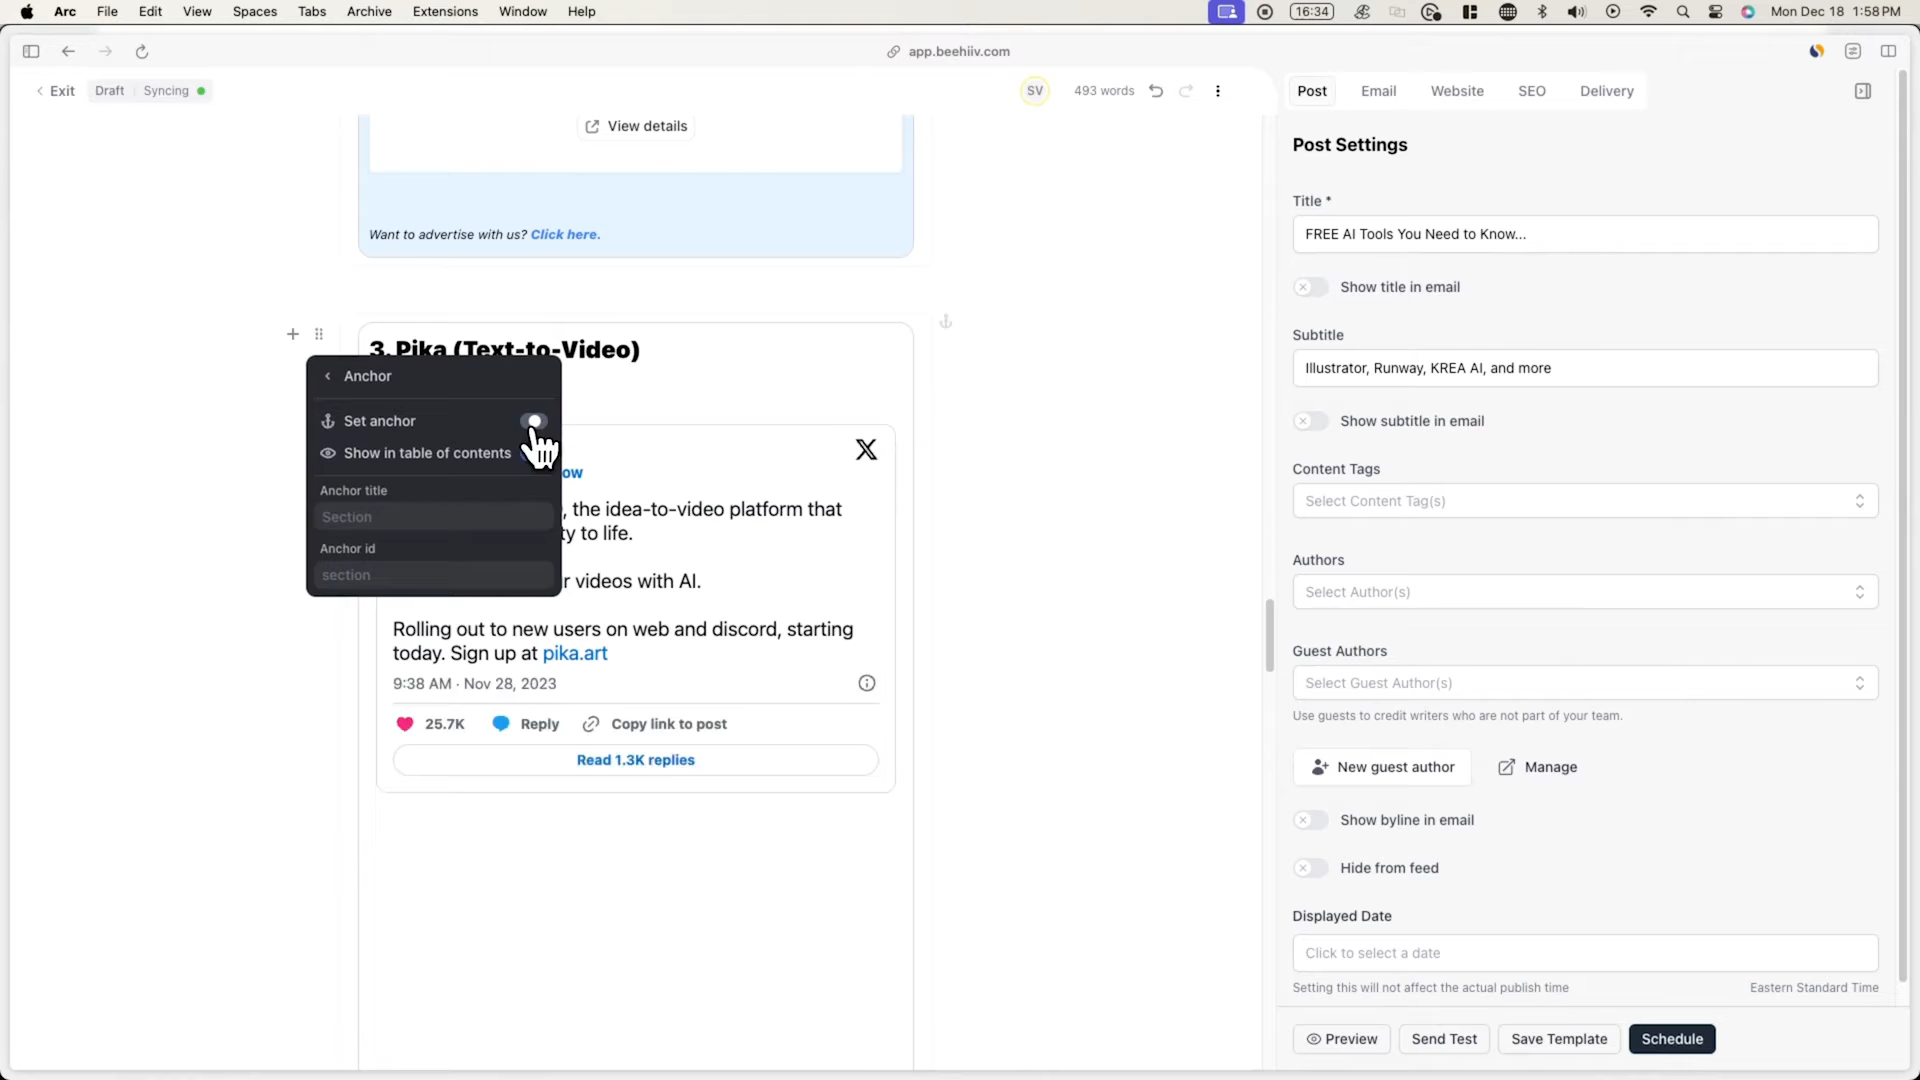 Arc File Edit View Spaces Tabs Archive Extensions Window Help
16:34
Mon Dec 18 1:58 PM
app.beehiiv.com
Exit Draft Syncing
SV 493 words
Post Email Website SEO Delivery
View details
Want to advertise with us? Click here.
3. Pika (Text-to-Video)
Anchor
Set anchor
Show in table of contents
Anchor title
Section
Anchor id
section
ow
, the idea-to-video platform that
ty to life.
r videos with AI.
Rolling out to new users on web and discord, starting
today. Sign up at pika.art
9:38 AM · Nov 28, 2023
25.7K Reply Copy link to post
Read 1.3K replies
Post Settings
Title *
FREE AI Tools You Need to Know...
Show title in email
Subtitle
Illustrator, Runway, KREA AI, and more
Show subtitle in email
Content Tags
Select Content Tag(s)
Authors
Select Author(s)
Guest Authors
Select Guest Author(s)
Use guests to credit writers who are not part of your team.
New guest author Manage
Show byline in email
Hide from feed
Displayed Date
Click to select a date
Setting this will not affect the actual publish time Eastern Standard Time
Preview Send Test Save Template Schedule